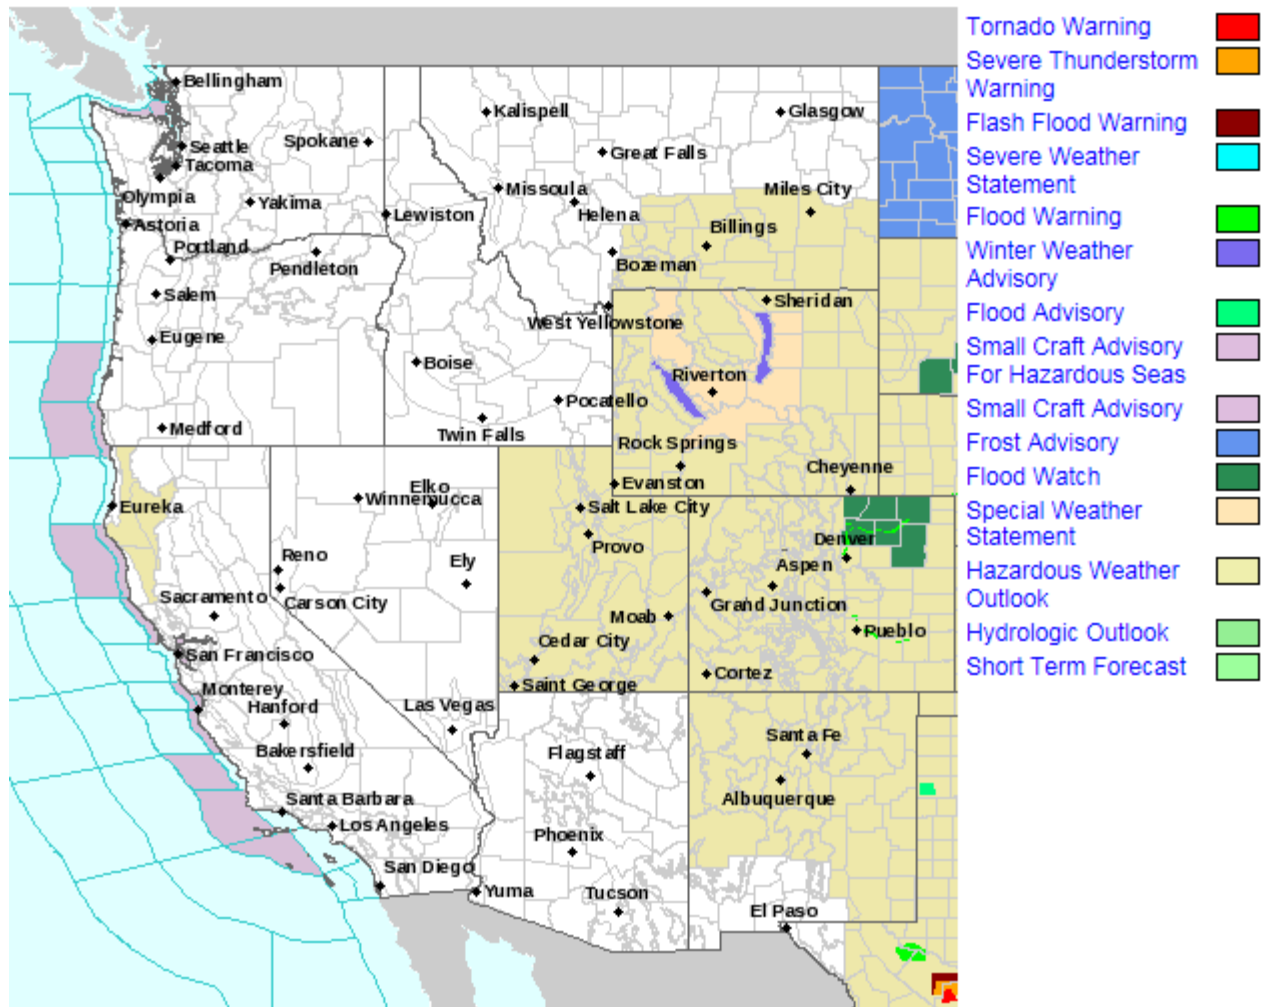 Bellingham
Kalispell
Glasgow
Spokane
Seattle
Great Falls
Tacoma
Missoula
Miles City
Olympia
Yakima
Helena
Lewiston
Astoria
Billings
Portland
Pendleton
Bozeman
Salem
Sheridan
West Yellowstone
Eugene
Boise
Riverton
Pocatello
Medford
Twin Falls
Rock Springs
Cheyenne
Elko
Evanston
Winnemucca
Eureka
Salt Lake City
Denver
Provo
Reno
Ely
Aspen
Sacramento
Carson City
Grand Junction
Moab
Pueblo
Cedar City
San Francisco
Cortez
Saint George
Monterey
Hanford
Las Vegas
Santa Fe
Bakersfield
Flagstaff
Santa Barbara
Albuquerque
Los Angeles
Phoenix
San Diego
Yuma
Tucson
El Paso
Tornado Warning
Severe Thunderstorm
Warning
Flash Flood Warning
Severe Weather
Statement
Flood Warning
Winter Weather
Advisory
Flood Advisory
Small Craft Advisory
For Hazardous Seas
Small Craft Advisory
Frost Advisory
Flood Watch
Special Weather
Statement
Hazardous Weather
Outlook
Hydrologic Outlook
Short Term Forecast